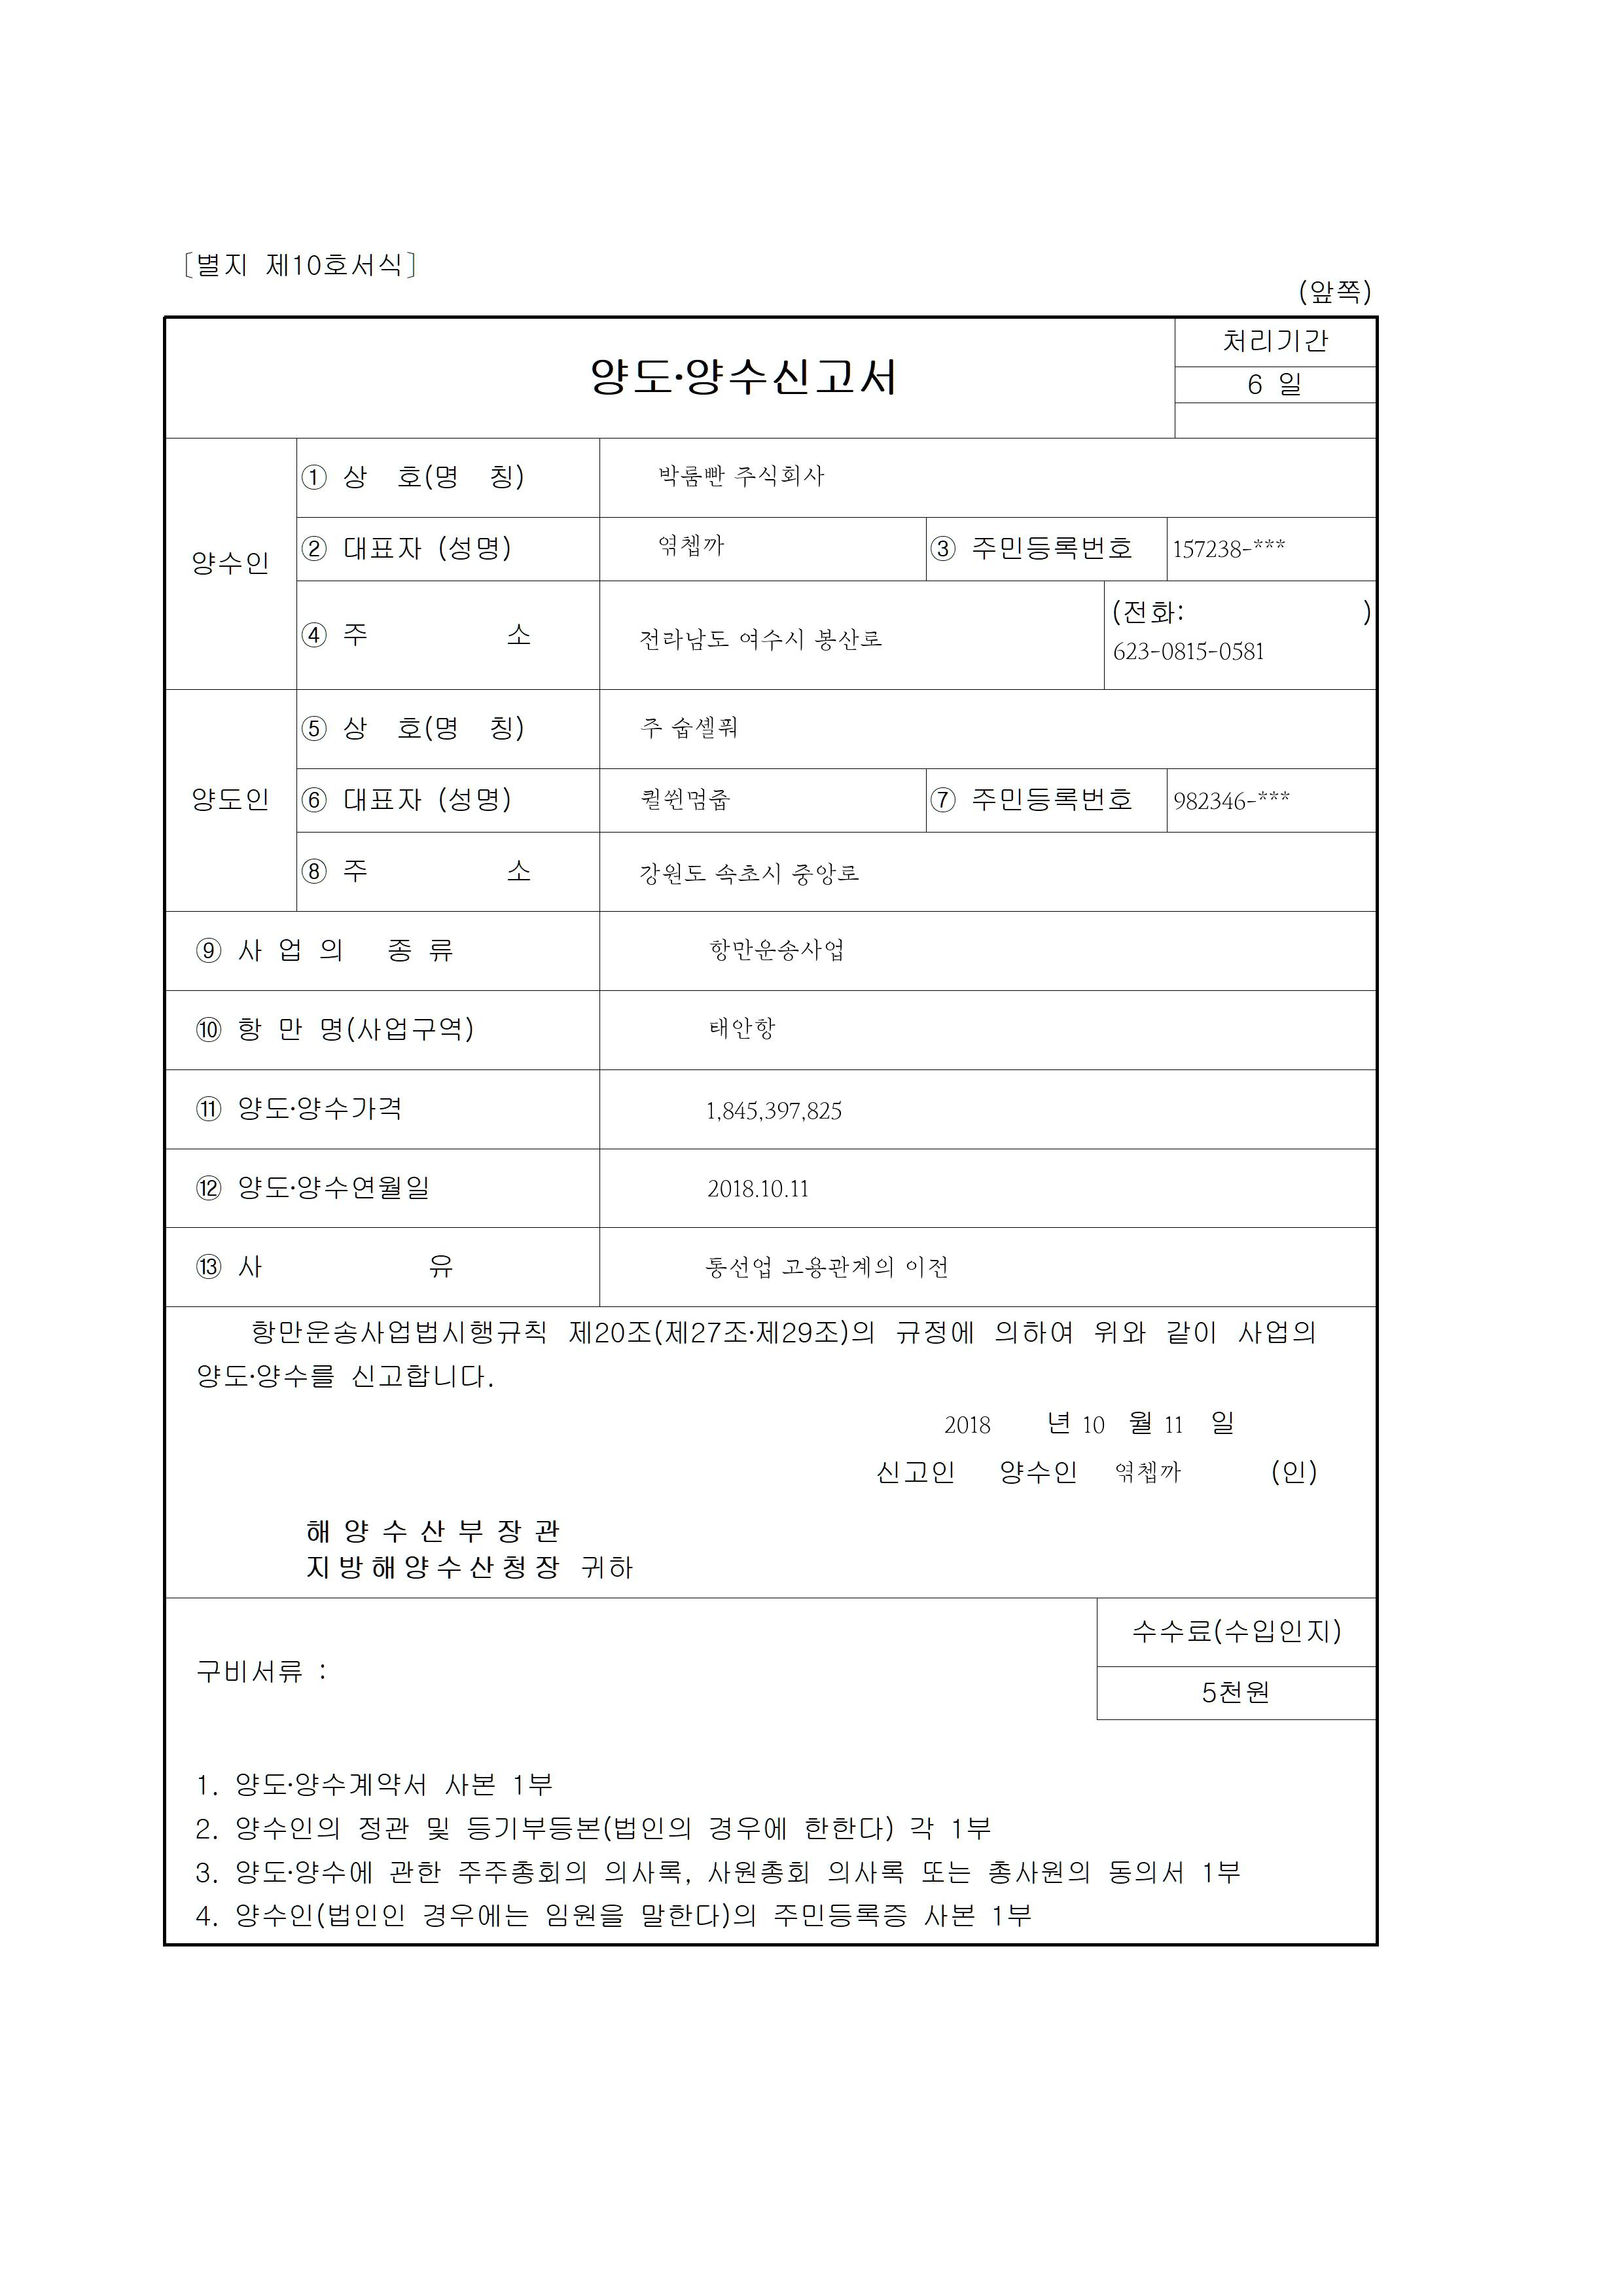 [별지 제10호서식]
(앞쪽)
양도·양수신고서
처리기간
6 일
양수인
① 상 호(명 칭) 박룸빤 주식회사
② 대표자 (성명) 엮쳅까 ③ 주민등록번호 157238-***
④ 주 소 전라남도 여수시 봉산로 (전화: )
623-0815-0581
양도인
⑤ 상 호(명 칭) 주 숩셀풔
⑥ 대표자 (성명) 퀼쒼멈줍 ⑦ 주민등록번호 982346-***
⑧ 주 소 강원도 속초시 중앙로
⑨ 사 업 의 종 류 항만운송사업
⑩ 항 만 명(사업구역) 태안항
⑪ 양도·양수가격 1,845,397,825
⑫ 양도·양수연월일 2018.10.11
⑬ 사 유 통선업 고용관계의 이전
항만운송사업법시행규칙 제20조(제27조·제29조)의 규정에 의하여 위와 같이 사업의
양도·양수를 신고합니다.
2018 년 10 월 11 일
신고인 양수인 엮쳅까 (인)
해 양 수 산 부 장 관
지 방 해 양 수 산 청 장 귀하
수수료(수입인지)
구비서류 :
5천원
1. 양도·양수계약서 사본 1부
2. 양수인의 정관 및 등기부등본(법인의 경우에 한한다) 각 1부
3. 양도·양수에 관한 주주총회의 의사록, 사원총회 의사록 또는 총사원의 동의서 1부
4. 양수인(법인인 경우에는 임원을 말한다)의 주민등록증 사본 1부